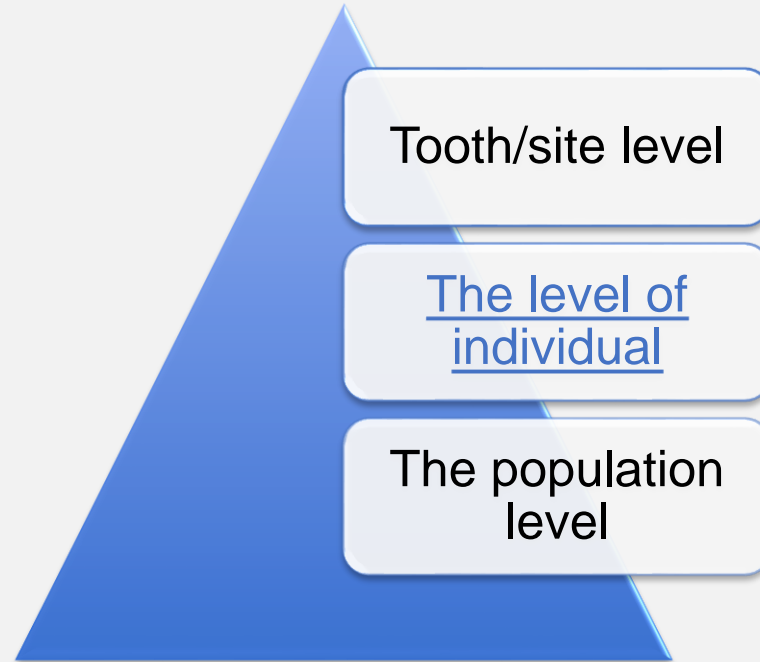 Tooth/site level
The level of
individual
The population
level